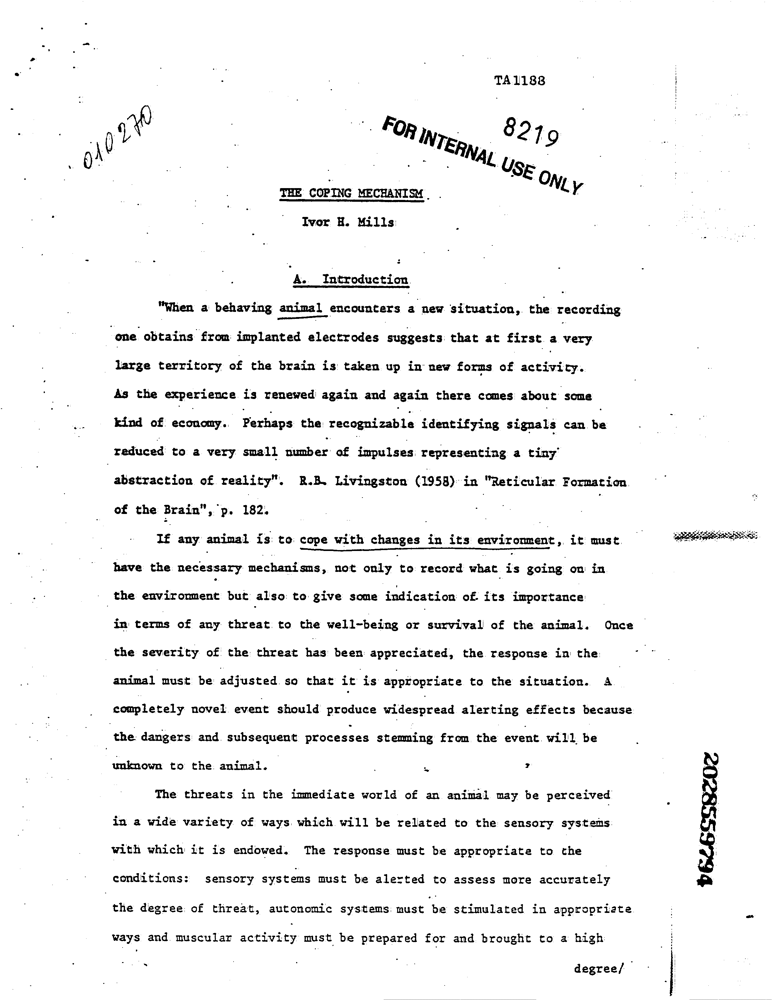 TA1188
010270
8219
FOR INTERNAL USE ONLY
THE COPING MECHANISM
Ivor H. Mills
A. Introduction
"When a behaving animal encounters a new situation, the recording
one obtains from implanted electrodes suggests that at first a very
large territory of the brain is taken up in new forms of activity.
As the experience is renewed again and again there comes about some
kind of economy. Perhaps the recognizable identifying signals can be
reduced to a very small number of impulses representing a tiny
abstraction of reality". R.B. Livingston (1958) in "Reticular Formation
of the Brain", p. 182.
If any animal is to cope with changes in its environment, it must
have the necessary mechanisms, not only to record what is going on in
the environment but also to give some indication of its importance
in terms of any threat to the well-being or survival of the animal. Once
the severity of the threat has been appreciated, the response in the
animal must be adjusted so that it is appropriate to the situation. A
completely novel event should produce widespread alerting effects because
the dangers and subsequent processes stemming from the event will be
unknown to the animal.
The threats in the immediate world of an animal may be perceived
in a wide variety of ways which will be related to the sensory systems
with which it is endowed. The response must be appropriate to the
conditions: sensory systems must be alerted to assess more accurately
the degree of threat, autonomic systems must be stimulated in appropriate
ways and muscular activity must be prepared for and brought to a high
degree/
2028559794